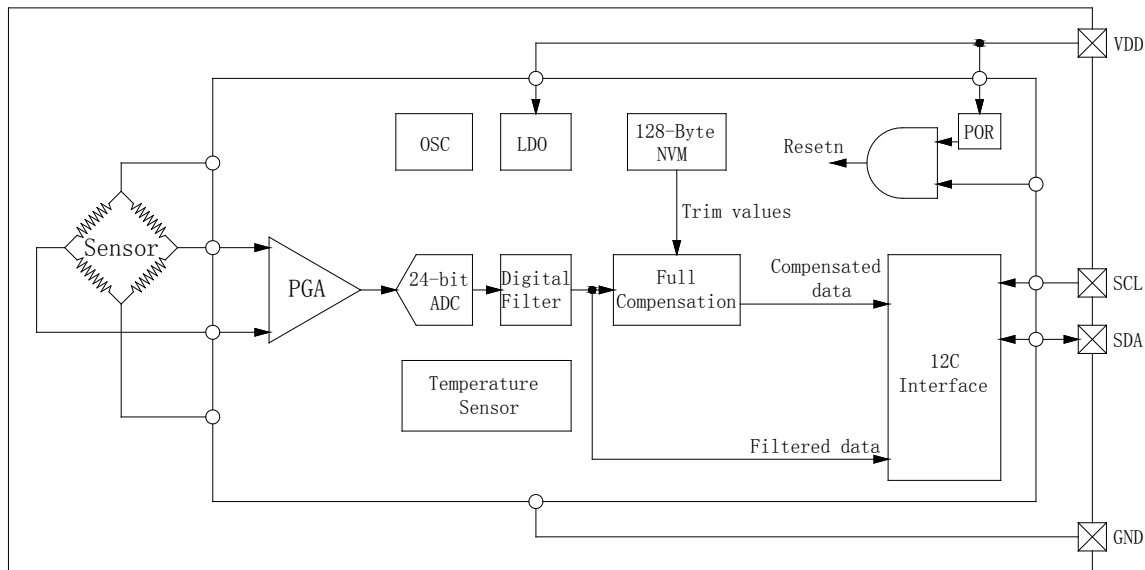 VDD
OSC
LDO
128-Byte
NVM
POR
Resetn
Trim values
Sensor
PGA
24-bit
ADC
Digital
Filter
Full
Compensation
Compensated
data
SCL
SDA
12C
Interface
Temperature
Sensor
Filtered data
GND